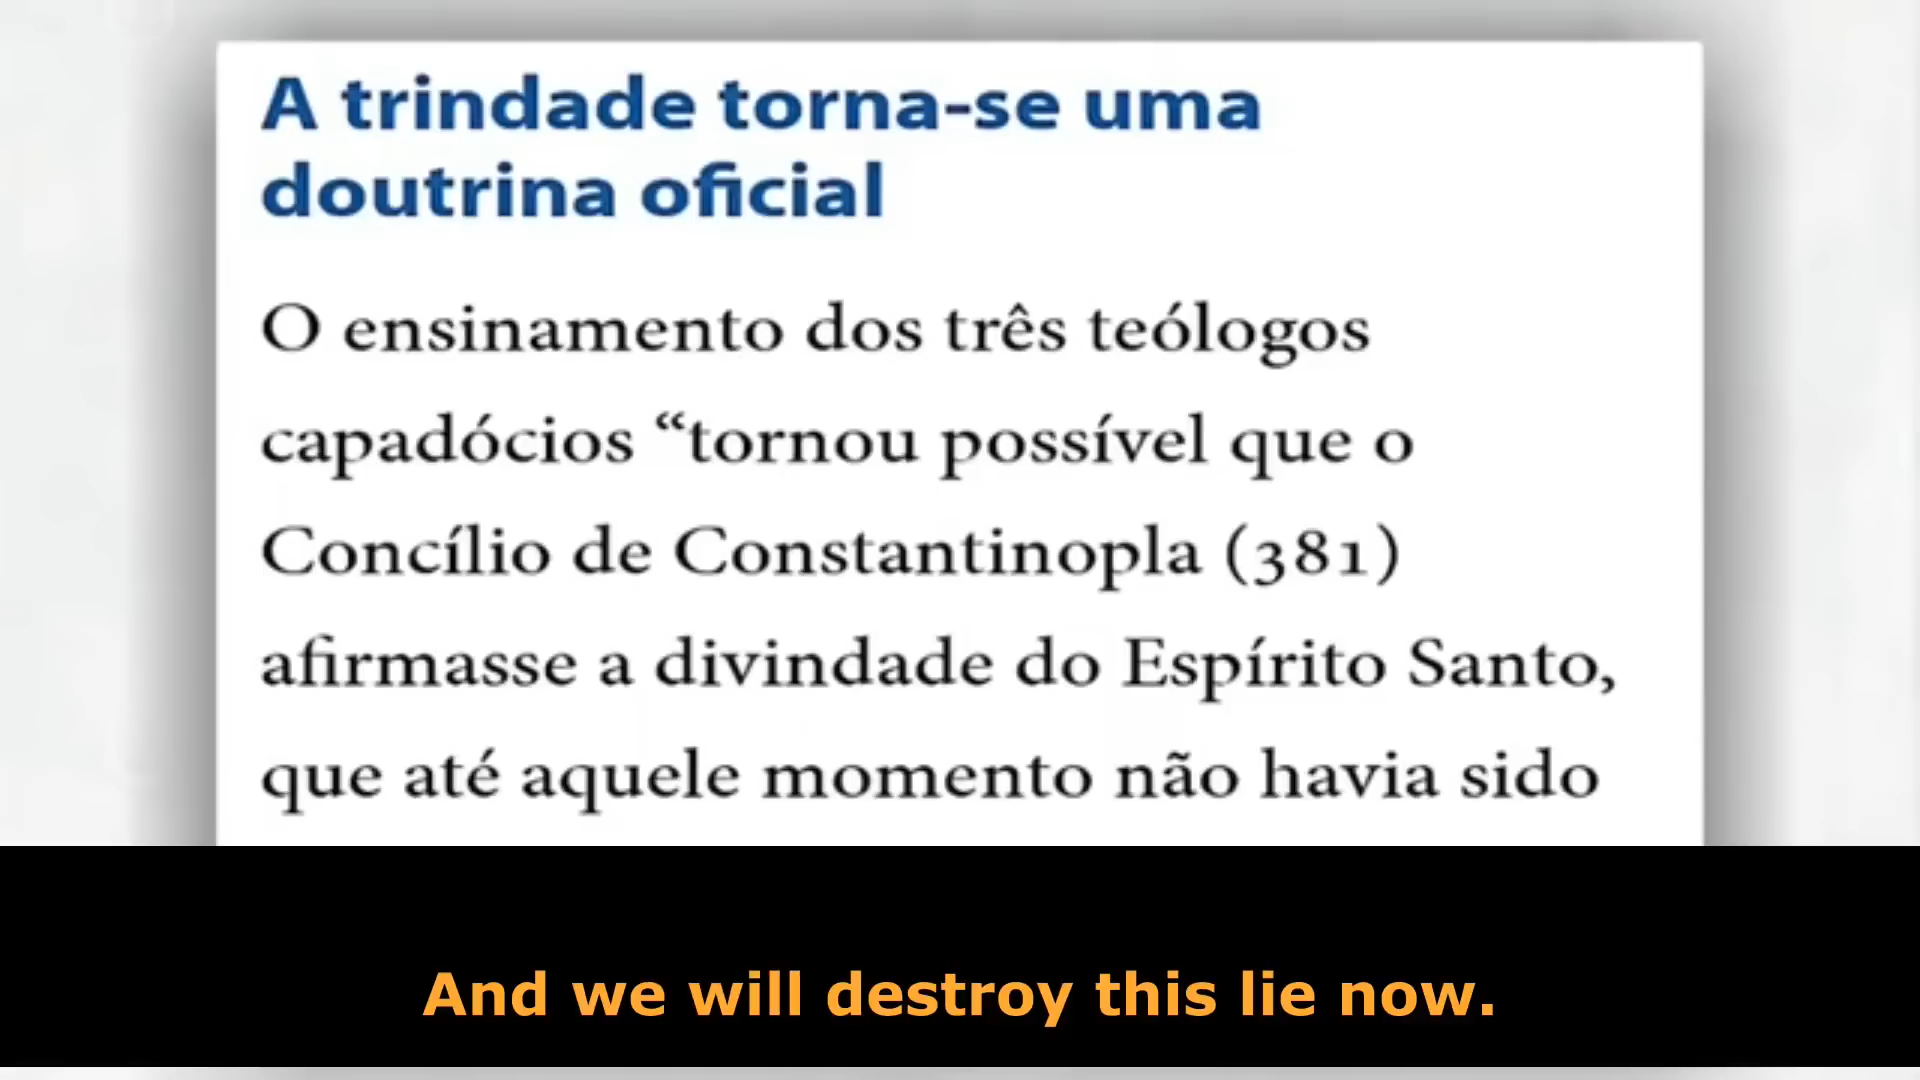 A trindade torna-se uma
doutrina oficial
O ensinamento dos três teólogos
capadócios “tornou possível que o
Concílio de Constantinopla (381)
afirmasse a divindade do Espírito Santo,
que até aquele momento não havia sido
And we will destroy this lie now.